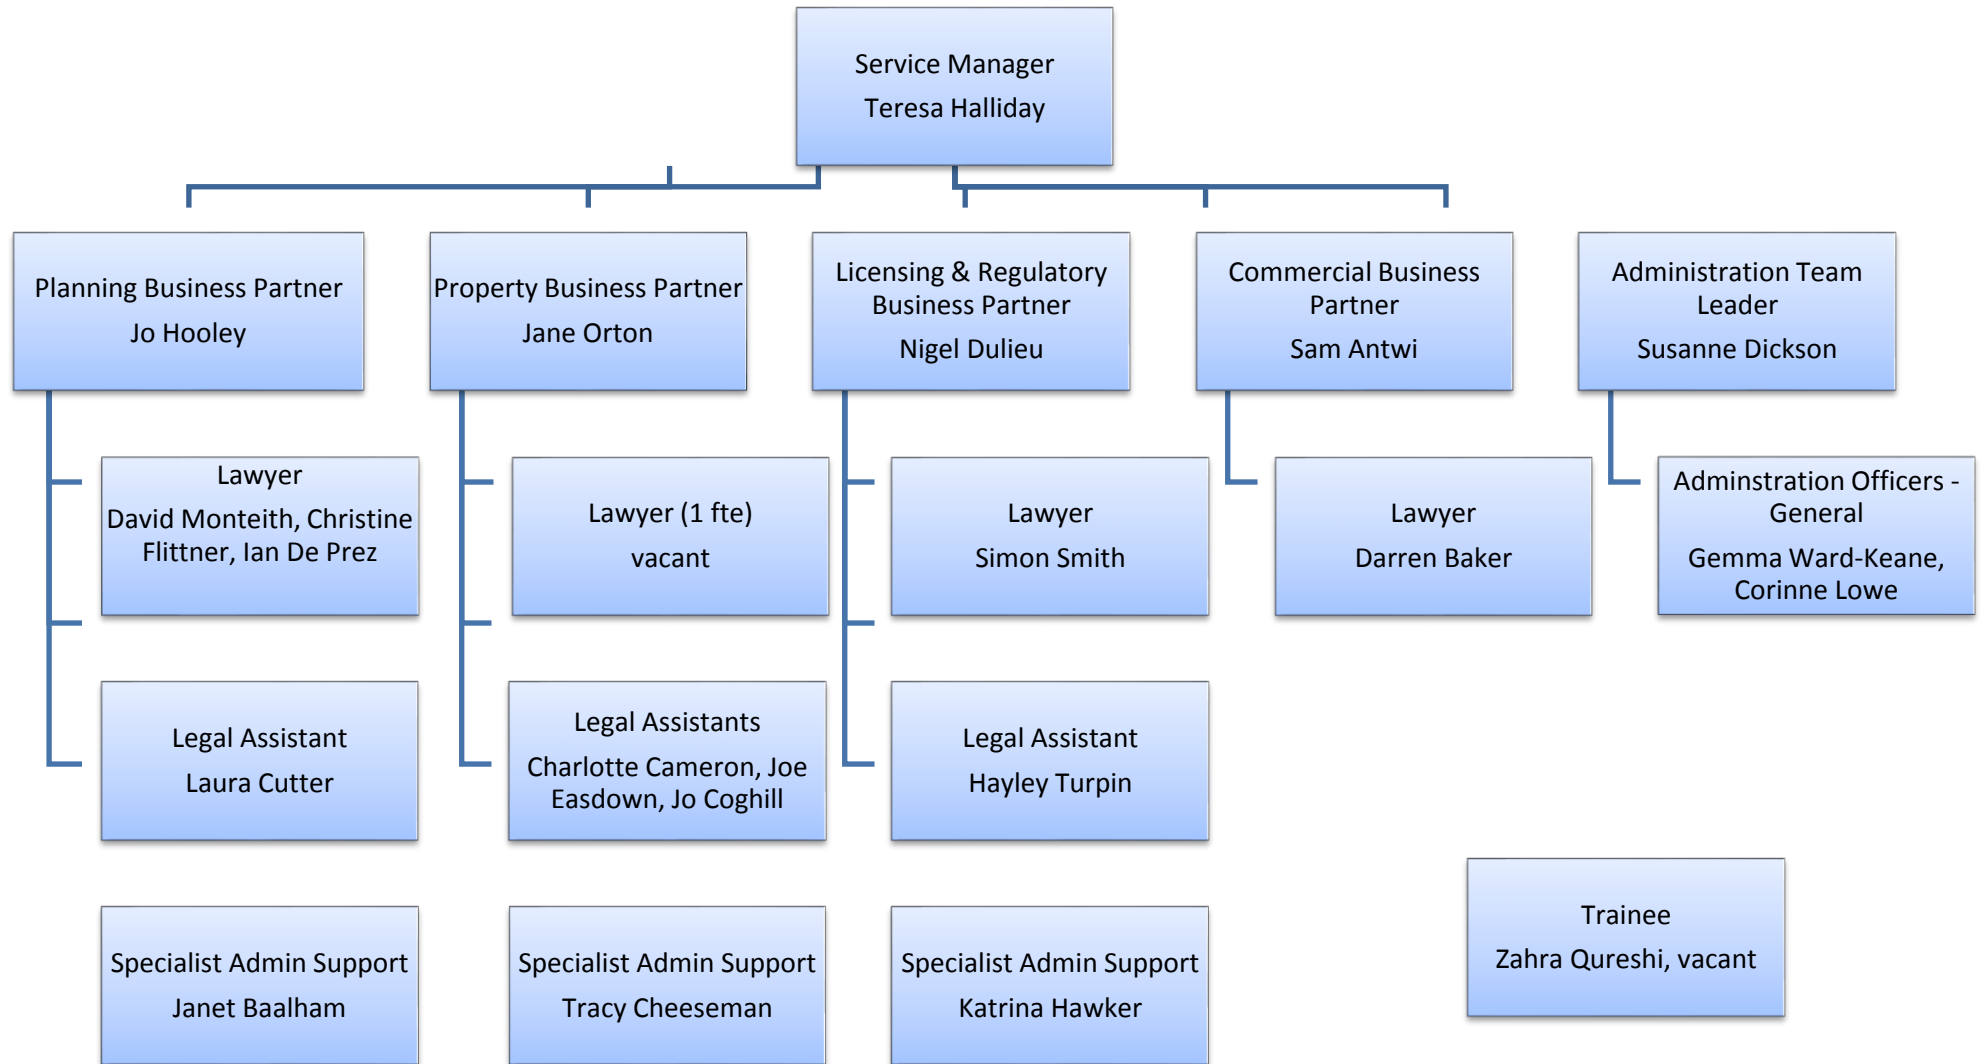 Service Manager
Teresa Halliday
Planning Business Partner
Jo Hooley
Property Business Partner
Jane Orton
Licensing & Regulatory
Business Partner
Nigel Dulieu
Commercial Business
Partner
Sam Antwi
Administration Team
Leader
Susanne Dickson
Lawyer
David Monteith, Christine
Flittner, Ian De Prez
Lawyer (1 fte)
vacant
Lawyer
Simon Smith
Lawyer
Darren Baker
Adminstration Officers -
General
Gemma Ward-Keane,
Corinne Lowe
Legal Assistant
Laura Cutter
Legal Assistants
Charlotte Cameron, Joe
Easdown, Jo Coghill
Legal Assistant
Hayley Turpin
Specialist Admin Support
Janet Baalham
Specialist Admin Support
Tracy Cheeseman
Specialist Admin Support
Katrina Hawker
Trainee
Zahra Qureshi, vacant